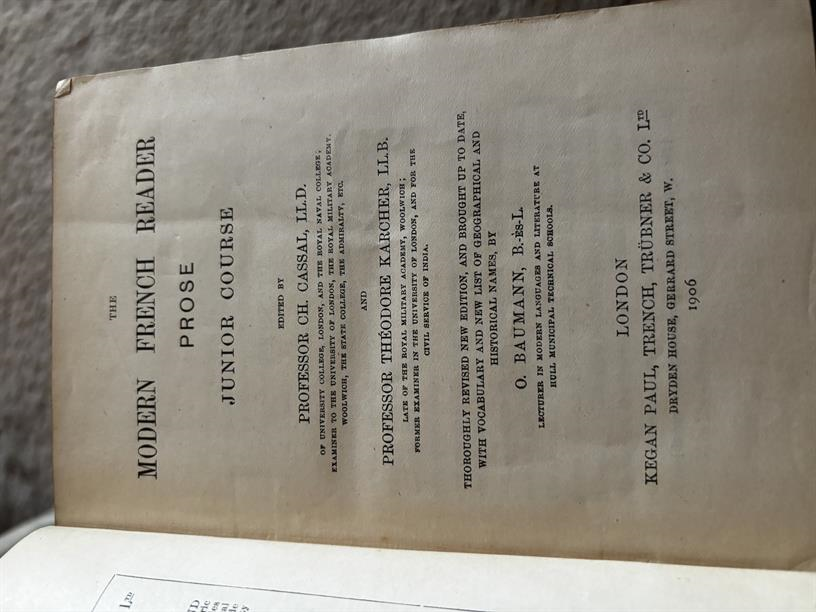 THE
MODERN FRENCH READER
PROSE
JUNIOR COURSE
EDITED BY
PROFESSOR CH. CASSAL, LL.D.
OF UNIVERSITY COLLEGE, LONDON, AND THE ROYAL NAVAL COLLEGE;
EXAMINER TO THE UNIVERSITY OF LONDON, THE ROYAL MILITARY ACADEMY.
WOOLWICH, THE STATE COLLEGE, THE ADMIRALTY, ETC.
AND
PROFESSOR THÉODORE KARCHER, LL.B.
LATE OF THE ROYAL MILITARY ACADEMY, WOOLWICH;
FORMER EXAMINER IN THE UNIVERSITY OF LONDON, AND FOR THE
CIVIL SERVICE OF INDIA.
THOROUGHLY REVISED NEW EDITION, AND BROUGHT UP TO DATE,
WITH VOCABULARY AND NEW LIST OF GEOGRAPHICAL AND
HISTORICAL NAMES, BY
O. BAUMANN, B.-ÈS-L.
LECTURER IN MODERN LANGUAGES AND LITERATURE AT
HULL MUNICIPAL TECHNICAL SCHOOLS.
LONDON
KEGAN PAUL, TRENCH, TRÜBNER & CO. LTD
DRYDEN HOUSE, GERRARD STREET, W.
1906